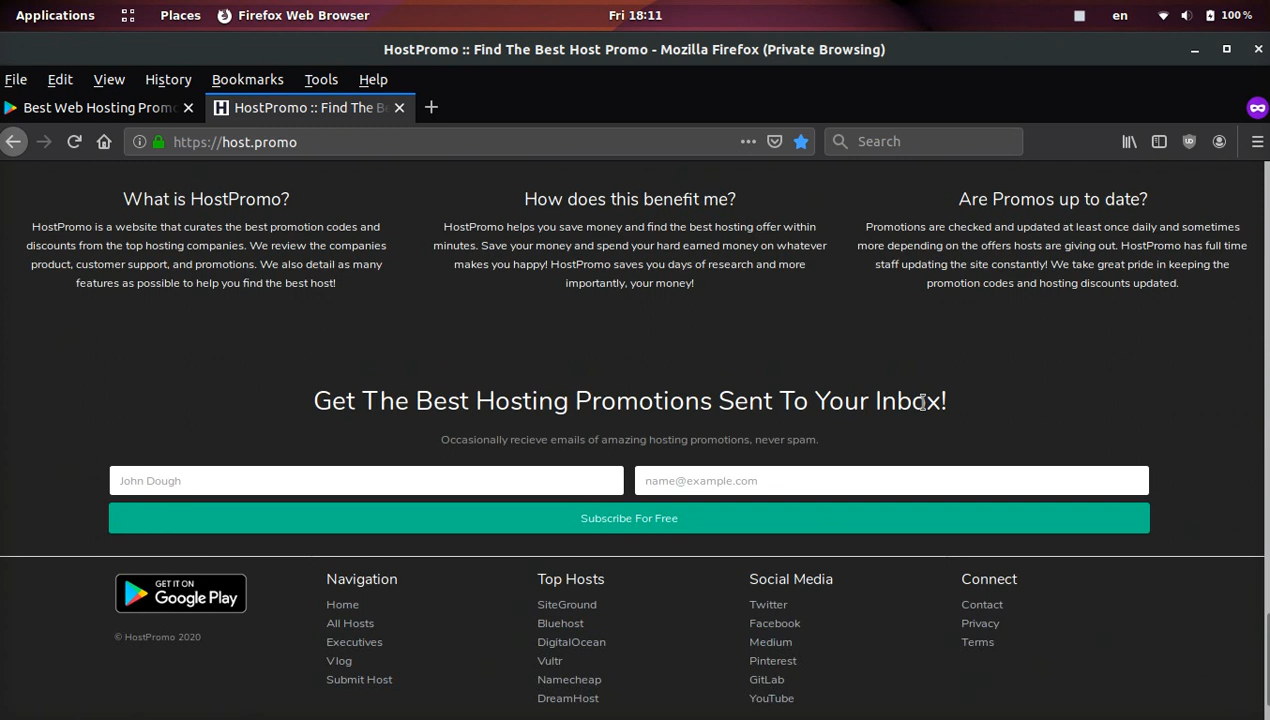 Applications Places Firefox Web Browser Fri 18:11 en 100 %
HostPromo :: Find The Best Host Promo - Mozilla Firefox (Private Browsing)
File Edit View History Bookmarks Tools Help
Best Web Hosting Prom HostPromo :: Find The B
https://host.promo Search
What is HostPromo?
HostPromo is a website that curates the best promotion codes and
discounts from the top hosting companies. We review the companies
product, customer support, and promotions. We also detail as many
features as possible to help you find the best host!
How does this benefit me?
HostPromo helps you save money and find the best hosting offer within
minutes. Save your money and spend your hard earned money on whatever
makes you happy! HostPromo saves you days of research and more
importantly, your money!
Are Promos up to date?
Promotions are checked and updated at least once daily and sometimes
more depending on the offers hosts are giving out. HostPromo has full time
staff updating the site constantly! We take great pride in keeping the
promotion codes and hosting discounts updated.
Get The Best Hosting Promotions Sent To Your Inbox!
Occasionally recieve emails of amazing hosting promotions, never spam.
John Dough name@example.com
Subscribe For Free
GET IT ON
Google Play
© HostPromo 2020
Navigation
Home
All Hosts
Executives
Vlog
Submit Host
Top Hosts
SiteGround
Bluehost
DigitalOcean
Vultr
Namecheap
DreamHost
Social Media
Twitter
Facebook
Medium
Pinterest
GitLab
YouTube
Connect
Contact
Privacy
Terms